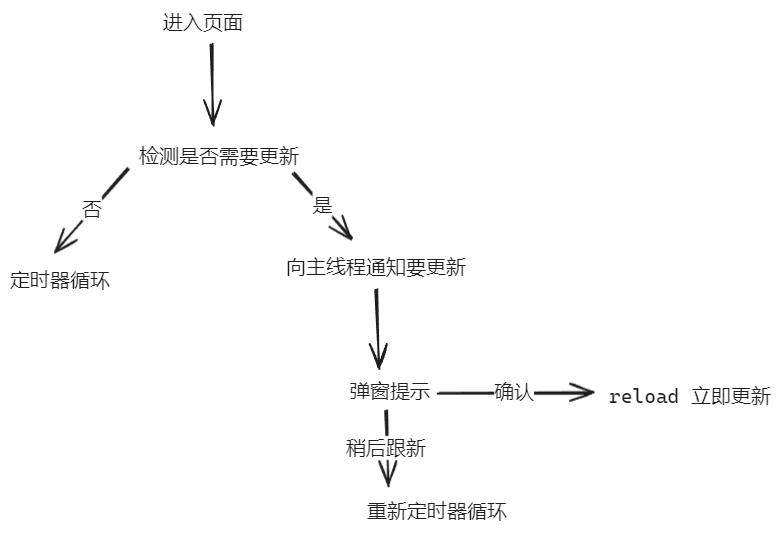 进入页面
检测是否需要更新
否
是
定时器循环
向主线程通知要更新
弹窗提示
确认
reload 立即更新
稍后跟新
重新定时器循环